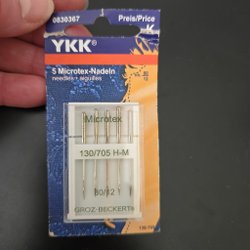 0830367
Preis/Price
K
YKK®
5 Microtex-Nadeln
needles • aiguilles
Microtex
130/705 H-M
80/12
GROZ-BECKERT®